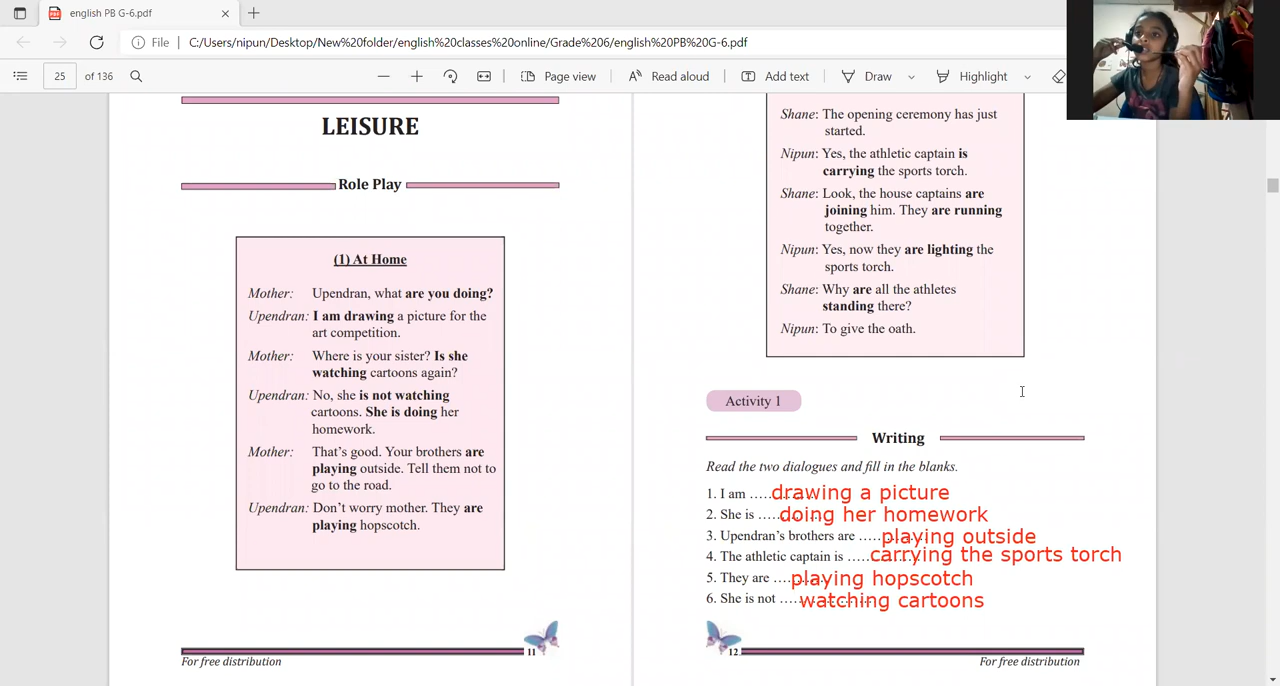 english PB G-6.pdf
File C:/Users/nipun/Desktop/New%20folder/english%20classes%20online/Grade%206/english%20PB%20G-6.pdf
25 of 136 Page view Read aloud Add text Draw Highlight
LEISURE
Role Play
(1) At Home
Mother: Upendran, what are you doing?
Upendran: I am drawing a picture for the
art competition.
Mother: Where is your sister? Is she
watching cartoons again?
Upendran: No, she is not watching
cartoons. She is doing her
homework.
Mother: That's good. Your brothers are
playing outside. Tell them not to
go to the road.
Upendran: Don't worry mother. They are
playing hopscotch.
11
For free distribution
Shane: The opening ceremony has just
started.
Nipun: Yes, the athletic captain is
carrying the sports torch.
Shane: Look, the house captains are
joining him. They are running
together.
Nipun: Yes, now they are lighting the
sports torch.
Shane: Why are all the athletes
standing there?
Nipun: To give the oath.
Activity 1
Writing
Read the two dialogues and fill in the blanks.
1. I am ..... drawing a picture
2. She is ..... doing her homework
3. Upendran's brothers are ..... playing outside
4. The athletic captain is ..... carrying the sports torch
5. They are ..... playing hopscotch
6. She is not ..... watching cartoons
12
For free distribution